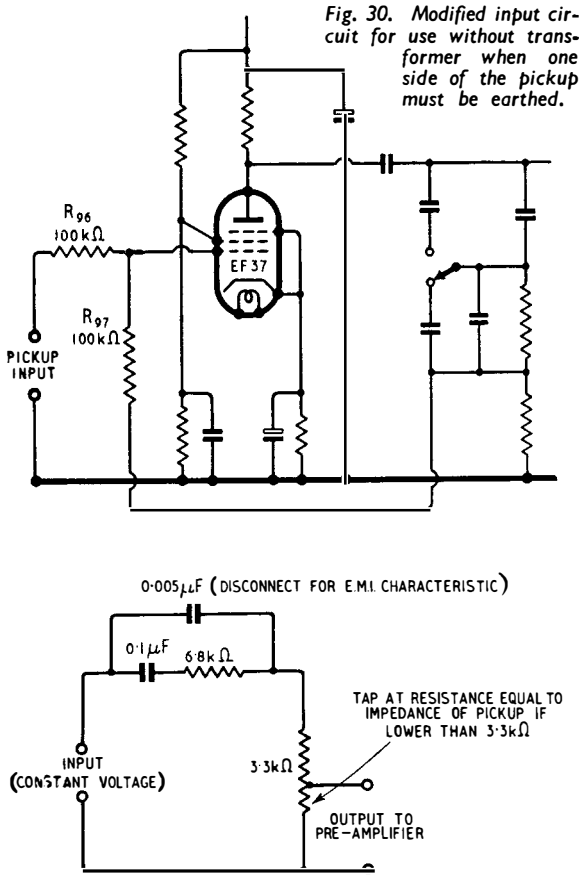 Fig. 30. Modified input cir-
cuit for use without trans-
former when one
side of the pickup
must be earthed.
R96
100kΩ
EF37
R97
100kΩ
PICKUP
INPUT
0·005μF (DISCONNECT FOR E.M.I. CHARACTERISTIC)
0·1μF
6·8kΩ
TAP AT RESISTANCE EQUAL TO
IMPEDANCE OF PICKUP IF
LOWER THAN 3·3kΩ
INPUT
(CONSTANT VOLTAGE)
3·3kΩ
OUTPUT TO
PRE-AMPLIFIER